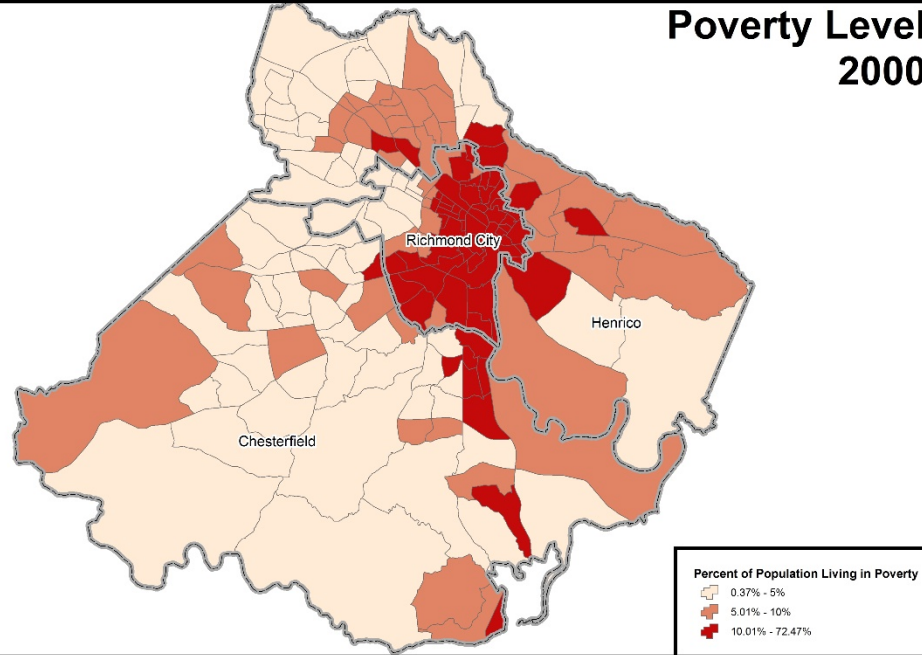 Poverty Level
2000
Richmond City
Henrico
Chesterfield
Percent of Population Living in Poverty
0.37% - 5%
5.01% - 10%
10.01% - 72.47%